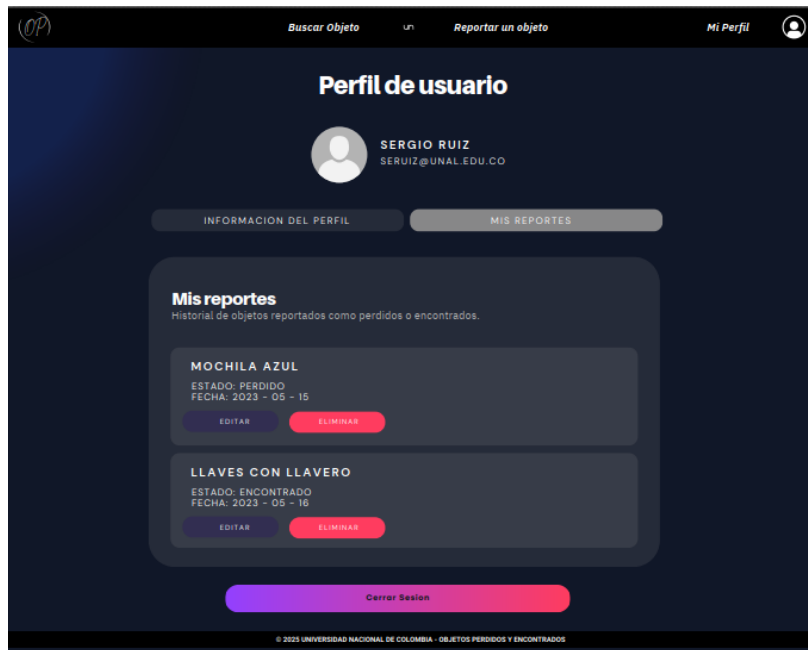 OP
Buscar Objeto un Reportar un objeto Mi Perfil
Perfil de usuario
SERGIO RUIZ
SERUIZ@UNAL.EDU.CO
INFORMACION DEL PERFIL MIS REPORTES
Mis reportes
Historial de objetos reportados como perdidos o encontrados.
MOCHILA AZUL
ESTADO: PERDIDO
FECHA: 2023 - 05 - 15
EDITAR ELIMINAR
LLAVES CON LLAVERO
ESTADO: ENCONTRADO
FECHA: 2023 - 05 - 16
EDITAR ELIMINAR
Cerrar Sesion
© 2025 UNIVERSIDAD NACIONAL DE COLOMBIA - OBJETOS PERDIDOS Y ENCONTRADOS